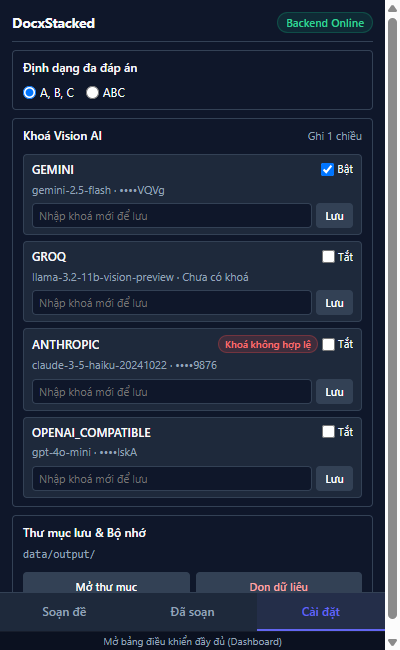 DocxStacked
Backend Online
Định dạng đa đáp án
A, B, C
ABC
Khoá Vision AI
Ghi 1 chiều
GEMINI
Bật
gemini-2.5-flash · ••••VQVg
Nhập khoá mới để lưu
Lưu
GROQ
Tắt
llama-3.2-11b-vision-preview · Chưa có khoá
Nhập khoá mới để lưu
Lưu
ANTHROPIC
Khoá không hợp lệ
Tắt
claude-3-5-haiku-20241022 · ••••9876
Nhập khoá mới để lưu
Lưu
OPENAI_COMPATIBLE
Tắt
gpt-4o-mini · ••••lskA
Nhập khoá mới để lưu
Lưu
Thư mục lưu & Bộ nhớ
data/output/
Mở thư mục
Dọn dữ liệu
Soạn đề
Đã soạn
Cài đặt
Mở bảng điều khiển đầy đủ (Dashboard)